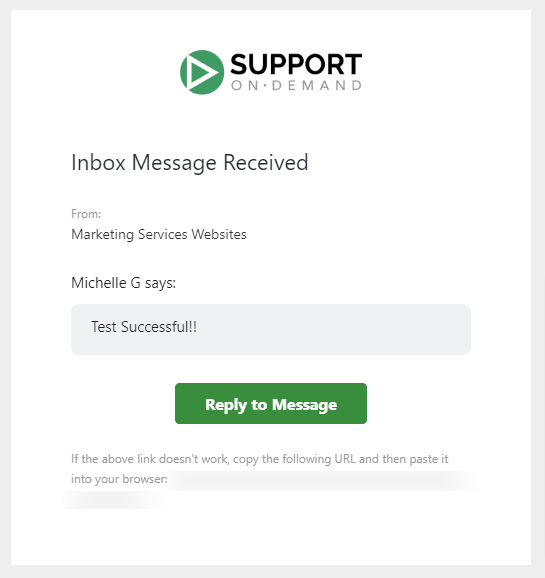 SUPPORT
ON·DEMAND
Inbox Message Received
From:
Marketing Services Websites
Michelle G says:
Test Successful!!
Reply to Message
If the above link doesn't work, copy the following URL and then paste it
into your browser: